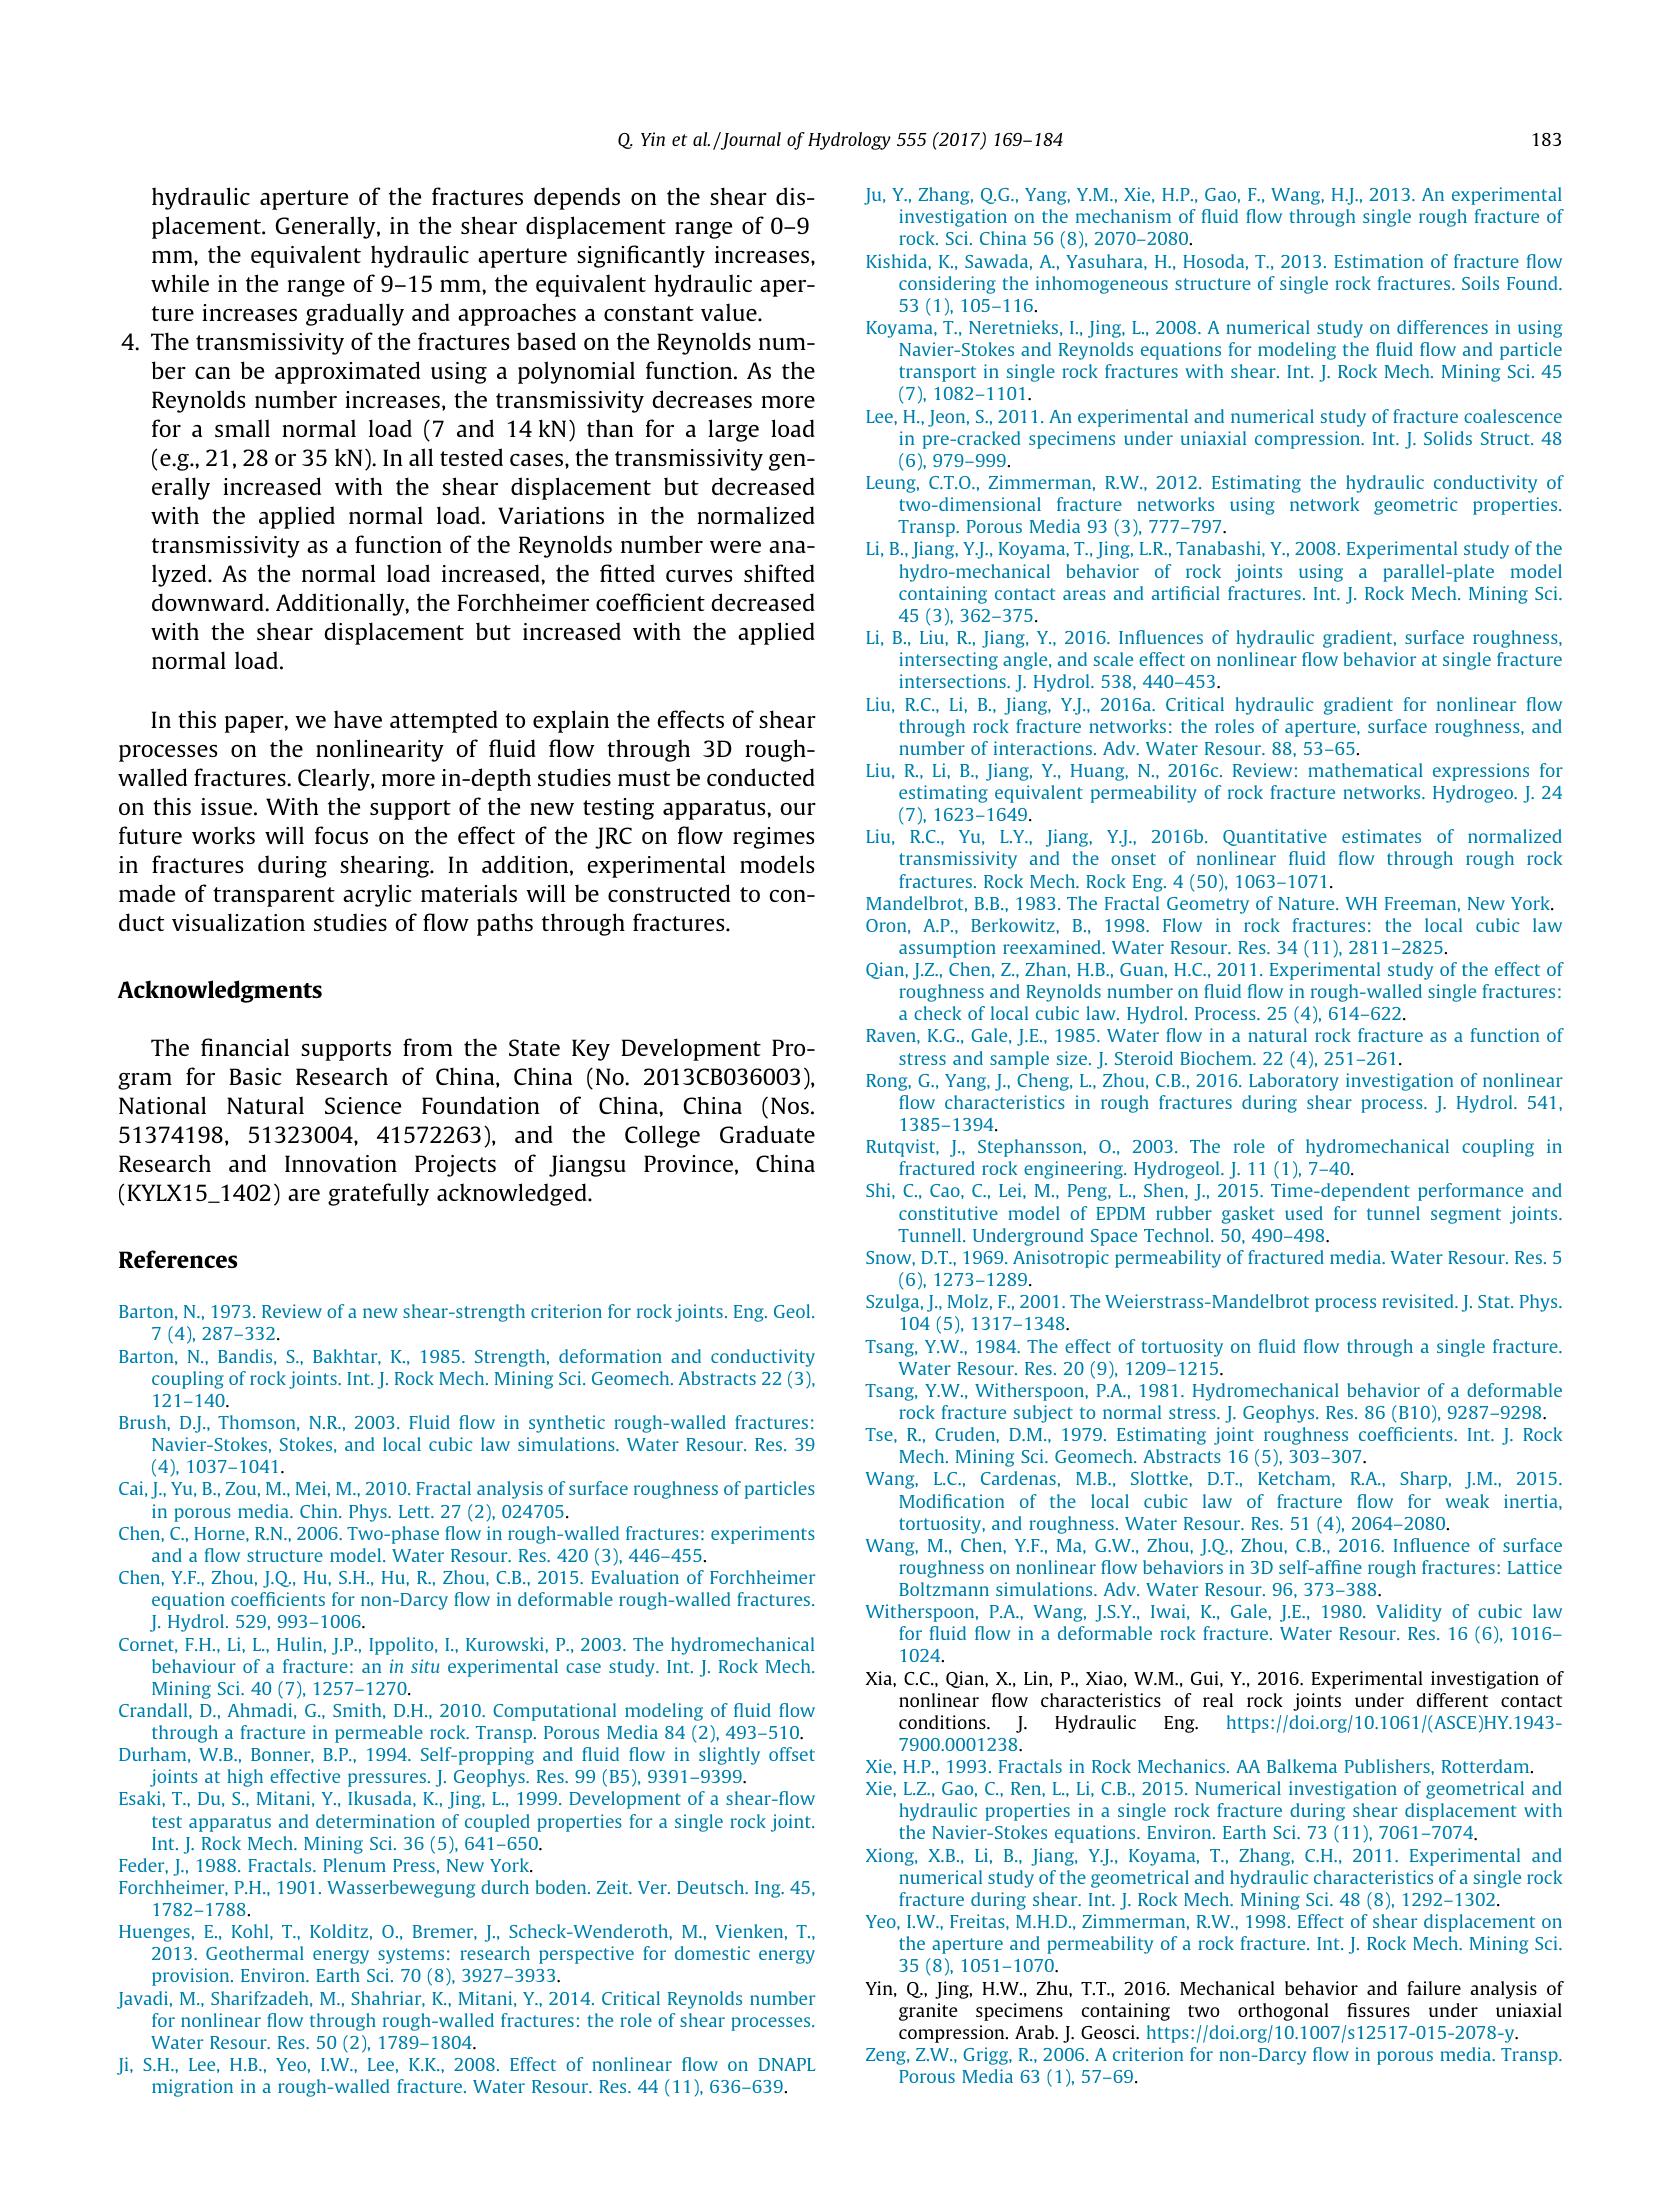 Q. Yin et al. / Journal of Hydrology 555 (2017) 169–184
183
hydraulic aperture of the fractures depends on the shear dis-
placement. Generally, in the shear displacement range of 0–9
mm, the equivalent hydraulic aperture significantly increases,
while in the range of 9–15 mm, the equivalent hydraulic aper-
ture increases gradually and approaches a constant value.
4. The transmissivity of the fractures based on the Reynolds num-
ber can be approximated using a polynomial function. As the
Reynolds number increases, the transmissivity decreases more
for a small normal load (7 and 14 kN) than for a large load
(e.g., 21, 28 or 35 kN). In all tested cases, the transmissivity gen-
erally increased with the shear displacement but decreased
with the applied normal load. Variations in the normalized
transmissivity as a function of the Reynolds number were ana-
lyzed. As the normal load increased, the fitted curves shifted
downward. Additionally, the Forchheimer coefficient decreased
with the shear displacement but increased with the applied
normal load.
In this paper, we have attempted to explain the effects of shear
processes on the nonlinearity of fluid flow through 3D rough-
walled fractures. Clearly, more in-depth studies must be conducted
on this issue. With the support of the new testing apparatus, our
future works will focus on the effect of the JRC on flow regimes
in fractures during shearing. In addition, experimental models
made of transparent acrylic materials will be constructed to con-
duct visualization studies of flow paths through fractures.
Acknowledgments
The financial supports from the State Key Development Pro-
gram for Basic Research of China, China (No. 2013CB036003),
National Natural Science Foundation of China, China (Nos.
51374198, 51323004, 41572263), and the College Graduate
Research and Innovation Projects of Jiangsu Province, China
(KYLX15_1402) are gratefully acknowledged.
References
Barton, N., 1973. Review of a new shear-strength criterion for rock joints. Eng. Geol.
7 (4), 287–332.
Barton, N., Bandis, S., Bakhtar, K., 1985. Strength, deformation and conductivity
coupling of rock joints. Int. J. Rock Mech. Mining Sci. Geomech. Abstracts 22 (3),
121–140.
Brush, D.J., Thomson, N.R., 2003. Fluid flow in synthetic rough-walled fractures:
Navier-Stokes, Stokes, and local cubic law simulations. Water Resour. Res. 39
(4), 1037–1041.
Cai, J., Yu, B., Zou, M., Mei, M., 2010. Fractal analysis of surface roughness of particles
in porous media. Chin. Phys. Lett. 27 (2), 024705.
Chen, C., Horne, R.N., 2006. Two-phase flow in rough-walled fractures: experiments
and a flow structure model. Water Resour. Res. 420 (3), 446–455.
Chen, Y.F., Zhou, J.Q., Hu, S.H., Hu, R., Zhou, C.B., 2015. Evaluation of Forchheimer
equation coefficients for non-Darcy flow in deformable rough-walled fractures.
J. Hydrol. 529, 993–1006.
Cornet, F.H., Li, L., Hulin, J.P., Ippolito, I., Kurowski, P., 2003. The hydromechanical
behaviour of a fracture: an in situ experimental case study. Int. J. Rock Mech.
Mining Sci. 40 (7), 1257–1270.
Crandall, D., Ahmadi, G., Smith, D.H., 2010. Computational modeling of fluid flow
through a fracture in permeable rock. Transp. Porous Media 84 (2), 493–510.
Durham, W.B., Bonner, B.P., 1994. Self-propping and fluid flow in slightly offset
joints at high effective pressures. J. Geophys. Res. 99 (B5), 9391–9399.
Esaki, T., Du, S., Mitani, Y., Ikusada, K., Jing, L., 1999. Development of a shear-flow
test apparatus and determination of coupled properties for a single rock joint.
Int. J. Rock Mech. Mining Sci. 36 (5), 641–650.
Feder, J., 1988. Fractals. Plenum Press, New York.
Forchheimer, P.H., 1901. Wasserbewegung durch boden. Zeit. Ver. Deutsch. Ing. 45,
1782–1788.
Huenges, E., Kohl, T., Kolditz, O., Bremer, J., Scheck-Wenderoth, M., Vienken, T.,
2013. Geothermal energy systems: research perspective for domestic energy
provision. Environ. Earth Sci. 70 (8), 3927–3933.
Javadi, M., Sharifzadeh, M., Shahriar, K., Mitani, Y., 2014. Critical Reynolds number
for nonlinear flow through rough-walled fractures: the role of shear processes.
Water Resour. Res. 50 (2), 1789–1804.
Ji, S.H., Lee, H.B., Yeo, I.W., Lee, K.K., 2008. Effect of nonlinear flow on DNAPL
migration in a rough-walled fracture. Water Resour. Res. 44 (11), 636–639.
Ju, Y., Zhang, Q.G., Yang, Y.M., Xie, H.P., Gao, F., Wang, H.J., 2013. An experimental
investigation on the mechanism of fluid flow through single rough fracture of
rock. Sci. China 56 (8), 2070–2080.
Kishida, K., Sawada, A., Yasuhara, H., Hosoda, T., 2013. Estimation of fracture flow
considering the inhomogeneous structure of single rock fractures. Soils Found.
53 (1), 105–116.
Koyama, T., Neretnieks, I., Jing, L., 2008. A numerical study on differences in using
Navier-Stokes and Reynolds equations for modeling the fluid flow and particle
transport in single rock fractures with shear. Int. J. Rock Mech. Mining Sci. 45
(7), 1082–1101.
Lee, H., Jeon, S., 2011. An experimental and numerical study of fracture coalescence
in pre-cracked specimens under uniaxial compression. Int. J. Solids Struct. 48
(6), 979–999.
Leung, C.T.O., Zimmerman, R.W., 2012. Estimating the hydraulic conductivity of
two-dimensional fracture networks using network geometric properties.
Transp. Porous Media 93 (3), 777–797.
Li, B., Jiang, Y.J., Koyama, T., Jing, L.R., Tanabashi, Y., 2008. Experimental study of the
hydro-mechanical behavior of rock joints using a parallel-plate model
containing contact areas and artificial fractures. Int. J. Rock Mech. Mining Sci.
45 (3), 362–375.
Li, B., Liu, R., Jiang, Y., 2016. Influences of hydraulic gradient, surface roughness,
intersecting angle, and scale effect on nonlinear flow behavior at single fracture
intersections. J. Hydrol. 538, 440–453.
Liu, R.C., Li, B., Jiang, Y.J., 2016a. Critical hydraulic gradient for nonlinear flow
through rock fracture networks: the roles of aperture, surface roughness, and
number of interactions. Adv. Water Resour. 88, 53–65.
Liu, R., Li, B., Jiang, Y., Huang, N., 2016c. Review: mathematical expressions for
estimating equivalent permeability of rock fracture networks. Hydrogeo. J. 24
(7), 1623–1649.
Liu, R.C., Yu, L.Y., Jiang, Y.J., 2016b. Quantitative estimates of normalized
transmissivity and the onset of nonlinear fluid flow through rough rock
fractures. Rock Mech. Rock Eng. 4 (50), 1063–1071.
Mandelbrot, B.B., 1983. The Fractal Geometry of Nature. WH Freeman, New York.
Oron, A.P., Berkowitz, B., 1998. Flow in rock fractures: the local cubic law
assumption reexamined. Water Resour. Res. 34 (11), 2811–2825.
Qian, J.Z., Chen, Z., Zhan, H.B., Guan, H.C., 2011. Experimental study of the effect of
roughness and Reynolds number on fluid flow in rough-walled single fractures:
a check of local cubic law. Hydrol. Process. 25 (4), 614–622.
Raven, K.G., Gale, J.E., 1985. Water flow in a natural rock fracture as a function of
stress and sample size. J. Steroid Biochem. 22 (4), 251–261.
Rong, G., Yang, J., Cheng, L., Zhou, C.B., 2016. Laboratory investigation of nonlinear
flow characteristics in rough fractures during shear process. J. Hydrol. 541,
1385–1394.
Rutqvist, J., Stephansson, O., 2003. The role of hydromechanical coupling in
fractured rock engineering. Hydrogeol. J. 11 (1), 7–40.
Shi, C., Cao, C., Lei, M., Peng, L., Shen, J., 2015. Time-dependent performance and
constitutive model of EPDM rubber gasket used for tunnel segment joints.
Tunnell. Underground Space Technol. 50, 490–498.
Snow, D.T., 1969. Anisotropic permeability of fractured media. Water Resour. Res. 5
(6), 1273–1289.
Szulga, J., Molz, F., 2001. The Weierstrass-Mandelbrot process revisited. J. Stat. Phys.
104 (5), 1317–1348.
Tsang, Y.W., 1984. The effect of tortuosity on fluid flow through a single fracture.
Water Resour. Res. 20 (9), 1209–1215.
Tsang, Y.W., Witherspoon, P.A., 1981. Hydromechanical behavior of a deformable
rock fracture subject to normal stress. J. Geophys. Res. 86 (B10), 9287–9298.
Tse, R., Cruden, D.M., 1979. Estimating joint roughness coefficients. Int. J. Rock
Mech. Mining Sci. Geomech. Abstracts 16 (5), 303–307.
Wang, L.C., Cardenas, M.B., Slottke, D.T., Ketcham, R.A., Sharp, J.M., 2015.
Modification of the local cubic law of fracture flow for weak inertia,
tortuosity, and roughness. Water Resour. Res. 51 (4), 2064–2080.
Wang, M., Chen, Y.F., Ma, G.W., Zhou, J.Q., Zhou, C.B., 2016. Influence of surface
roughness on nonlinear flow behaviors in 3D self-affine rough fractures: Lattice
Boltzmann simulations. Adv. Water Resour. 96, 373–388.
Witherspoon, P.A., Wang, J.S.Y., Iwai, K., Gale, J.E., 1980. Validity of cubic law
for fluid flow in a deformable rock fracture. Water Resour. Res. 16 (6), 1016–
1024.
Xia, C.C., Qian, X., Lin, P., Xiao, W.M., Gui, Y., 2016. Experimental investigation of
nonlinear flow characteristics of real rock joints under different contact
conditions. J. Hydraulic Eng. https://doi.org/10.1061/(ASCE)HY.1943-
7900.0001238.
Xie, H.P., 1993. Fractals in Rock Mechanics. AA Balkema Publishers, Rotterdam.
Xie, L.Z., Gao, C., Ren, L., Li, C.B., 2015. Numerical investigation of geometrical and
hydraulic properties in a single rock fracture during shear displacement with
the Navier-Stokes equations. Environ. Earth Sci. 73 (11), 7061–7074.
Xiong, X.B., Li, B., Jiang, Y.J., Koyama, T., Zhang, C.H., 2011. Experimental and
numerical study of the geometrical and hydraulic characteristics of a single rock
fracture during shear. Int. J. Rock Mech. Mining Sci. 48 (8), 1292–1302.
Yeo, I.W., Freitas, M.H.D., Zimmerman, R.W., 1998. Effect of shear displacement on
the aperture and permeability of a rock fracture. Int. J. Rock Mech. Mining Sci.
35 (8), 1051–1070.
Yin, Q., Jing, H.W., Zhu, T.T., 2016. Mechanical behavior and failure analysis of
granite specimens containing two orthogonal fissures under uniaxial
compression. Arab. J. Geosci. https://doi.org/10.1007/s12517-015-2078-y.
Zeng, Z.W., Grigg, R., 2006. A criterion for non-Darcy flow in porous media. Transp.
Porous Media 63 (1), 57–69.